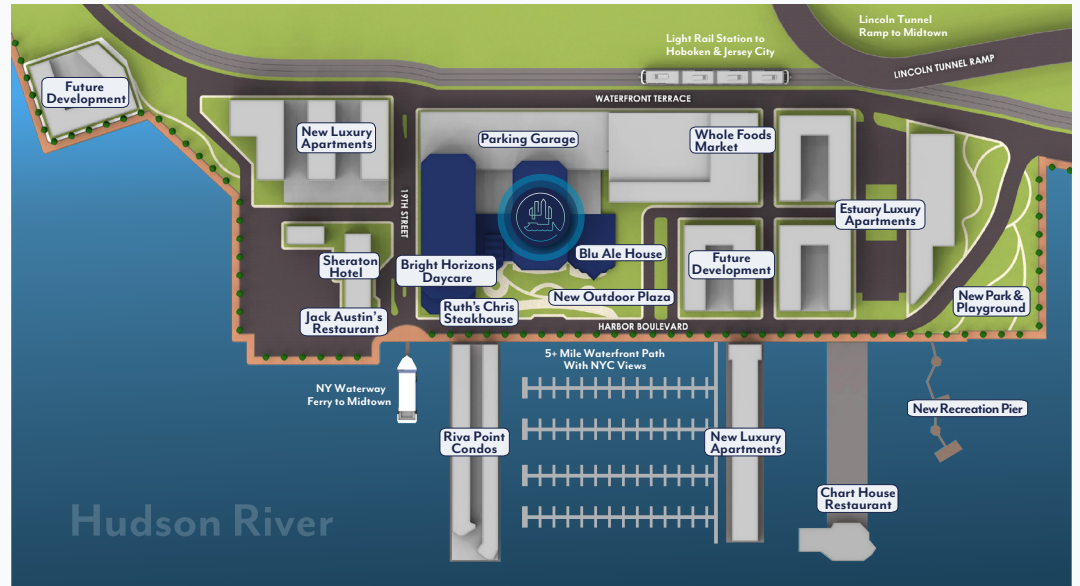 Lincoln Tunnel
Ramp to Midtown
Light Rail Station to
Hoboken & Jersey City
LINCOLN TUNNEL RAMP
Future
Development
WATERFRONT TERRACE
New Luxury
Apartments
Parking Garage
Whole Foods
Market
19TH STREET
Estuary Luxury
Apartments
Sheraton
Hotel
Bright Horizons
Daycare
Blu Ale House
Future
Development
New Outdoor Plaza
New Park &
Playground
Ruth's Chris
Steakhouse
Jack Austin's
Restaurant
HARBOR BOULEVARD
5+ Mile Waterfront Path
With NYC Views
NY Waterway
Ferry to Midtown
New Recreation Pier
Riva Point
Condos
New Luxury
Apartments
Chart House
Restaurant
Hudson River